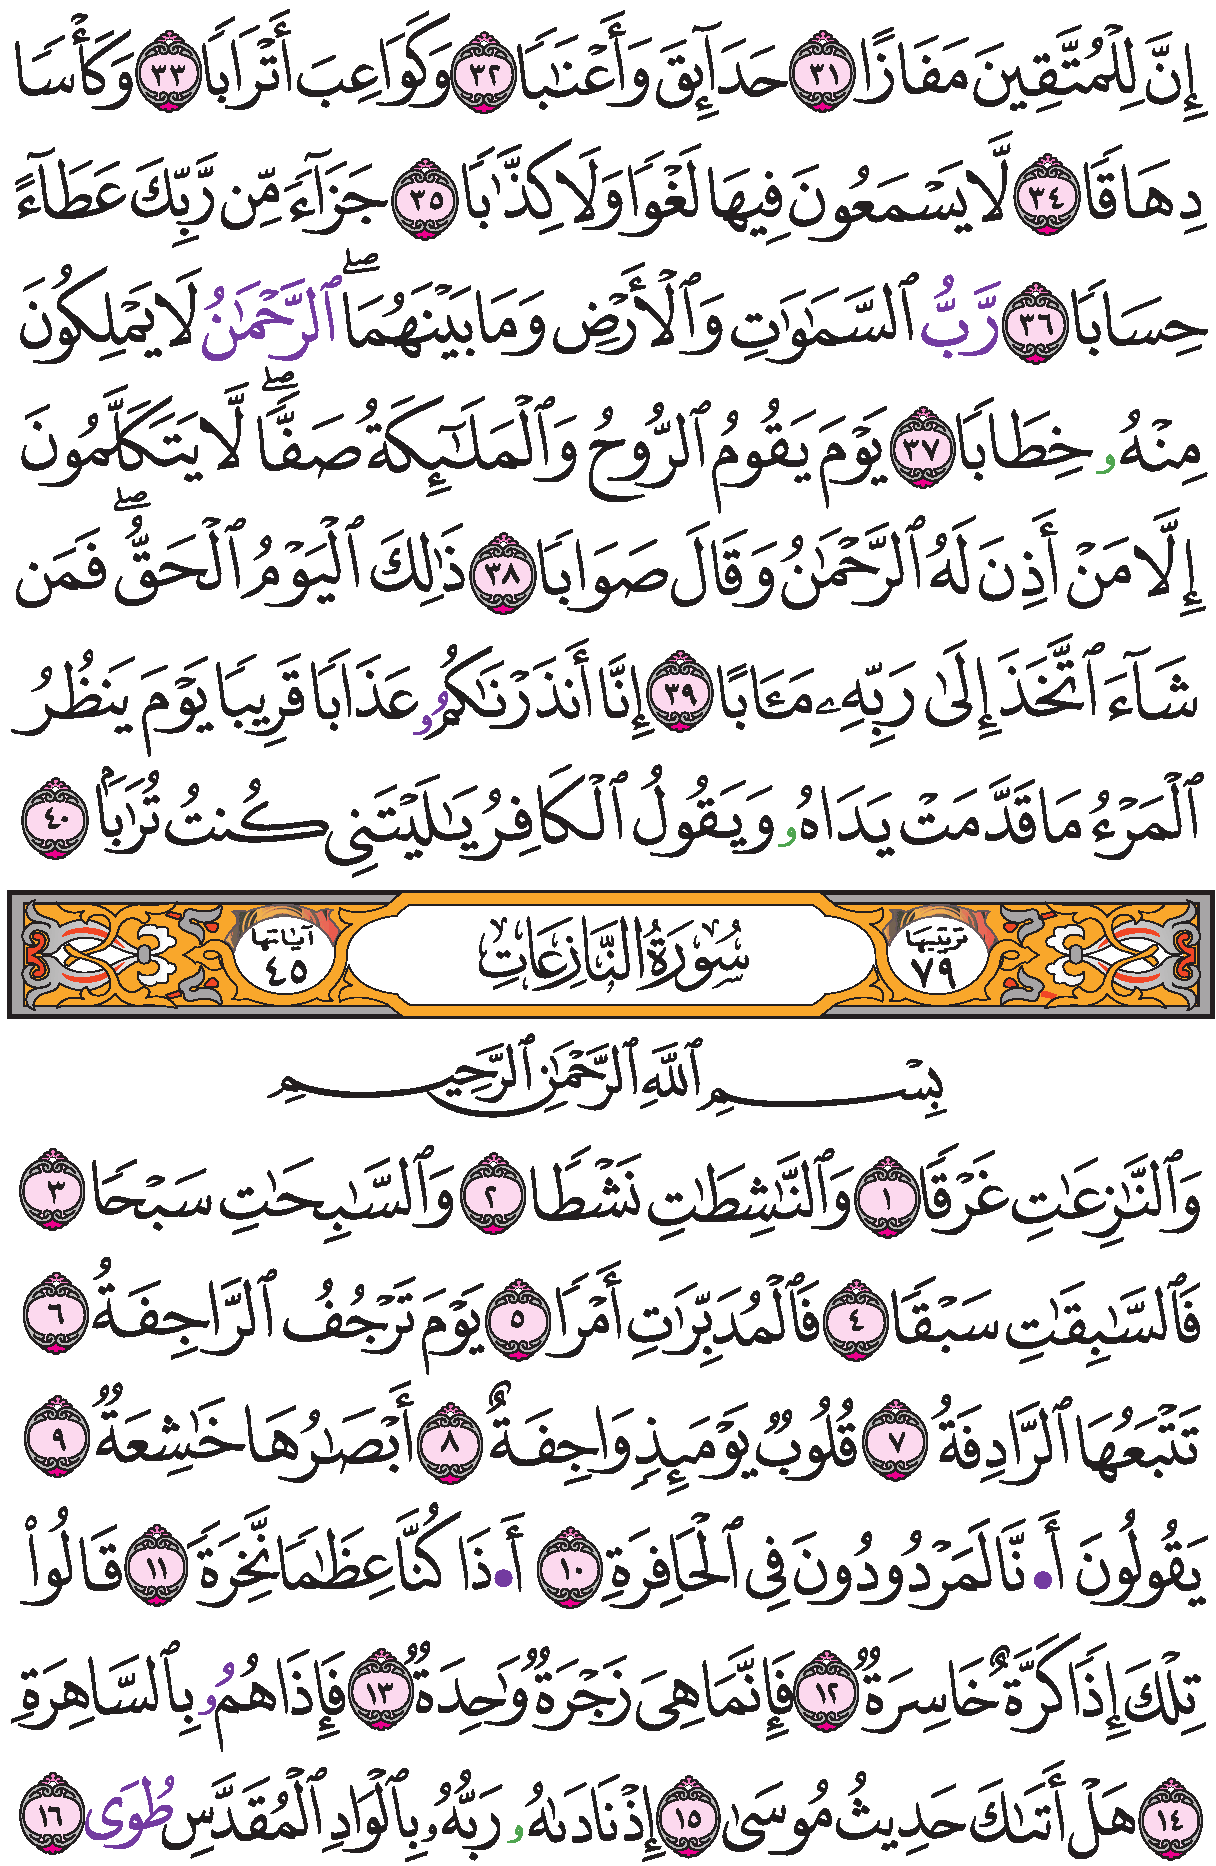 إِنَّ لِلْمُتَّقِينَ مَفَازًا ٣١ حَدَآئِقَ وَأَعْنَٰبًا ٣٢ وَكَوَاعِبَ أَتْرَابًا ٣٣ وَكَأْسًا
دِهَاقًا ٣٤ لَّا يَسْمَعُونَ فِيهَا لَغْوًا وَلَا كِذَّٰبًا ٣٥ جَزَآءً مِّن رَّبِّكَ عَطَآءً
حِسَابًا ٣٦ رَّبُّ ٱلسَّمَٰوَٰتِ وَٱلْأَرْضِ وَمَا بَيْنَهُمَا ۖ ٱلرَّحْمَٰنُ لَا يَمْلِكُونَ
مِنْهُۥ خِطَابًا ٣٧ يَوْمَ يَقُومُ ٱلرُّوحُ وَٱلْمَلَٰٓئِكَةُ صَفًّا ۖ لَّا يَتَكَلَّمُونَ
إِلَّا مَنْ أَذِنَ لَهُ ٱلرَّحْمَٰنُ وَقَالَ صَوَابًا ٣٨ ذَٰلِكَ ٱلْيَوْمُ ٱلْحَقُّ ۖ فَمَن
شَآءَ ٱتَّخَذَ إِلَىٰ رَبِّهِۦ مَـَٔابًا ٣٩ إِنَّا أَنذَرْنَٰكُمُۥ عَذَابًا قَرِيبًا يَوْمَ يَنظُرُ
ٱلْمَرْءُ مَا قَدَّمَتْ يَدَاهُۥ وَيَقُولُ ٱلْكَافِرُ يَٰلَيْتَنِى كُنتُ تُرَٰبًۢا ٤٠
ترتيبها ٧٩ سُورَةُ النَّازِعَاتِ آياتها ٤٥
بِسْمِ ٱللَّهِ ٱلرَّحْمَٰنِ ٱلرَّحِيمِ
وَٱلنَّٰزِعَٰتِ غَرْقًا ١ وَٱلنَّٰشِطَٰتِ نَشْطًا ٢ وَٱلسَّٰبِحَٰتِ سَبْحًا ٣
فَٱلسَّٰبِقَٰتِ سَبْقًا ٤ فَٱلْمُدَبِّرَٰتِ أَمْرًا ٥ يَوْمَ تَرْجُفُ ٱلرَّاجِفَةُ ٦
تَتْبَعُهَا ٱلرَّادِفَةُ ٧ قُلُوبٌ يَوْمَئِذٍ وَاجِفَةٌ ٨ أَبْصَٰرُهَا خَٰشِعَةٌ ٩
يَقُولُونَ أَ•نَّا لَمَرْدُودُونَ فِى ٱلْحَافِرَةِ ١٠ أَ•ذَا كُنَّا عِظَٰمًا نَّخِرَةً ١١ قَالُوا۟
تِلْكَ إِذًا كَرَّةٌ خَاسِرَةٌ ١٢ فَإِنَّمَا هِىَ زَجْرَةٌ وَٰحِدَةٌ ١٣ فَإِذَا هُمُۥ بِٱلسَّاهِرَةِ
١٤ هَلْ أَتَىٰكَ حَدِيثُ مُوسَىٰ ١٥ إِذْ نَادَىٰهُۥ رَبُّهُۥ بِٱلْوَادِ ٱلْمُقَدَّسِ طُوَى ١٦